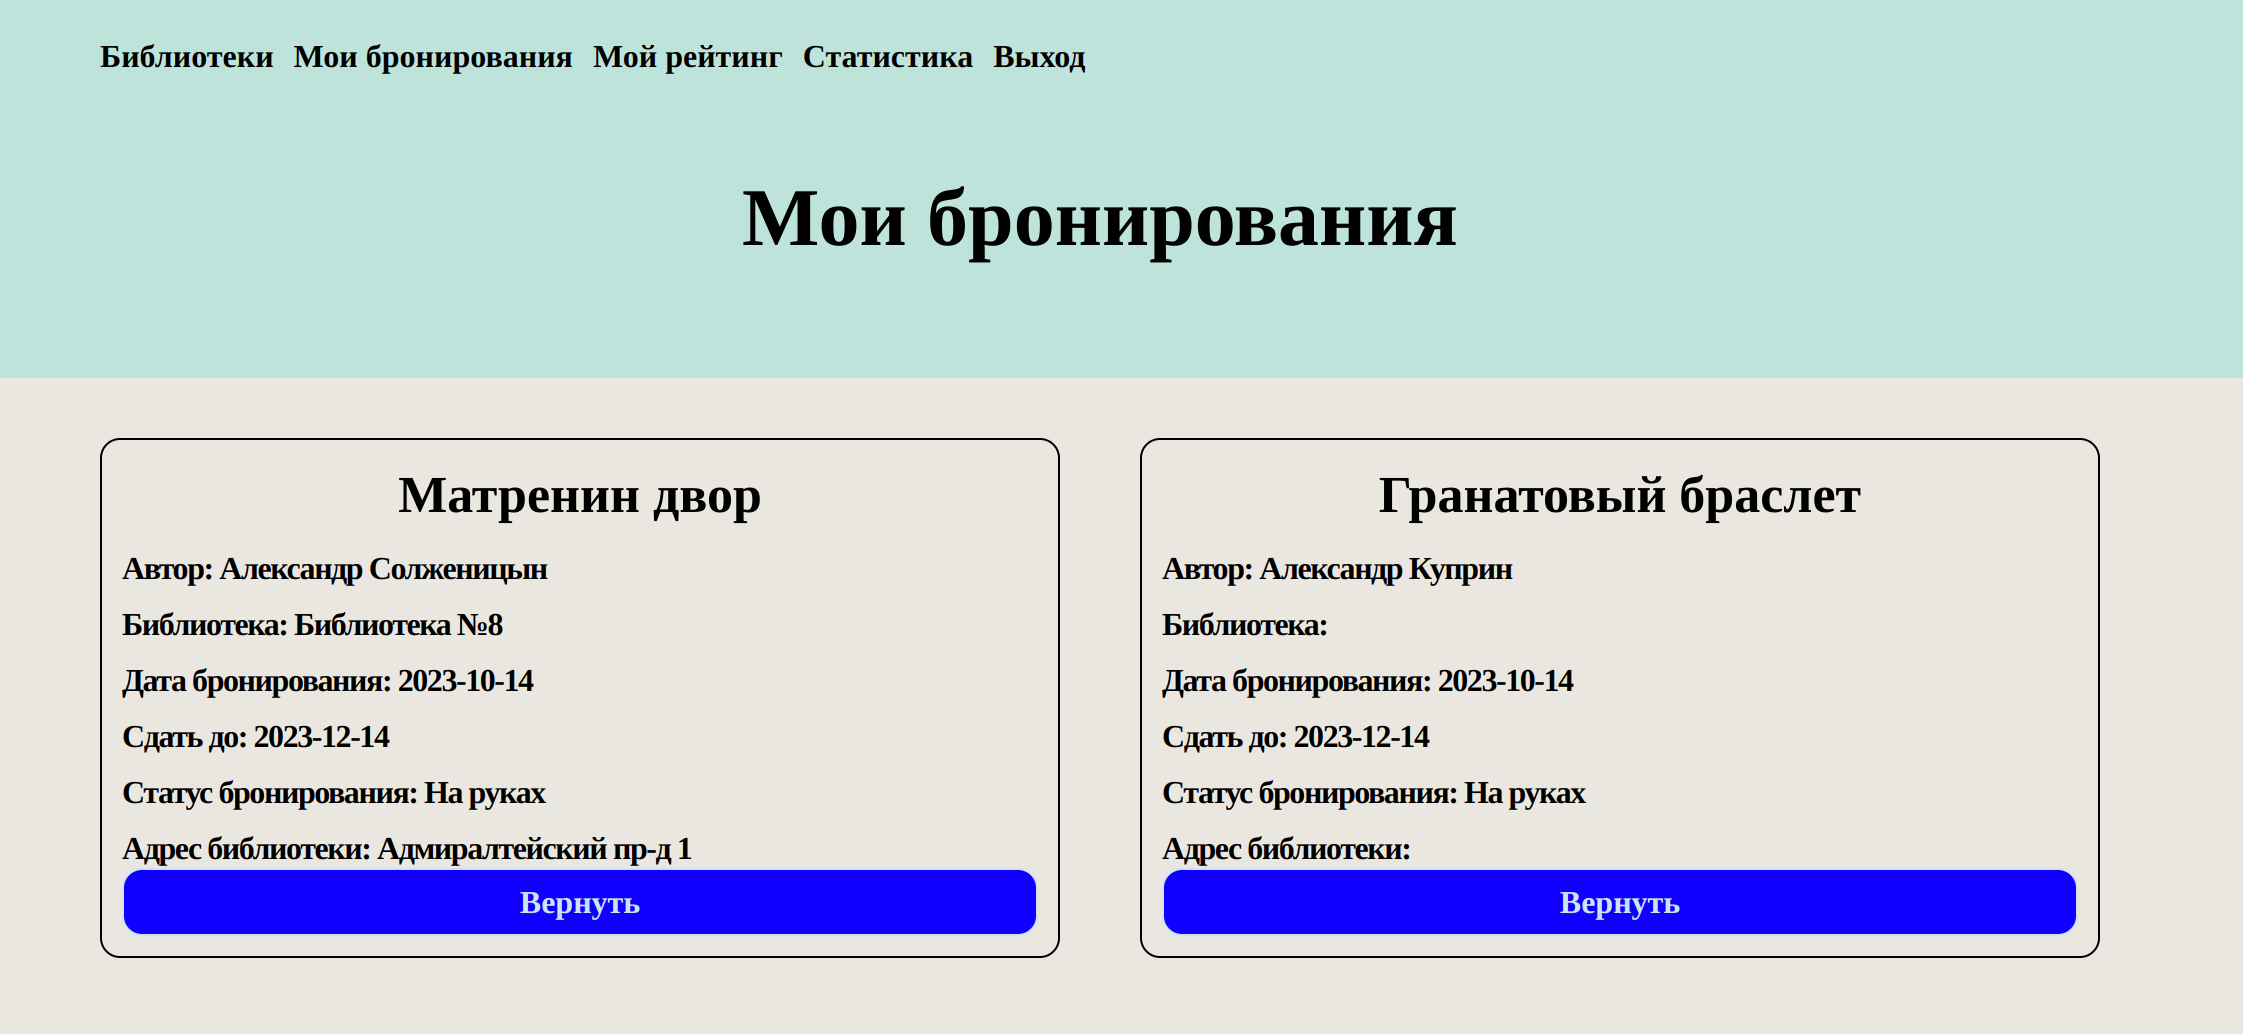 Библиотеки Мои бронирования Мой рейтинг Статистика Выход
Мои бронирования
Матренин двор
Автор: Александр Солженицын
Библиотека: Библиотека №8
Дата бронирования: 2023-10-14
Сдать до: 2023-12-14
Статус бронирования: На руках
Адрес библиотеки: Адмиралтейский пр-д 1
Вернуть
Гранатовый браслет
Автор: Александр Куприн
Библиотека:
Дата бронирования: 2023-10-14
Сдать до: 2023-12-14
Статус бронирования: На руках
Адрес библиотеки:
Вернуть